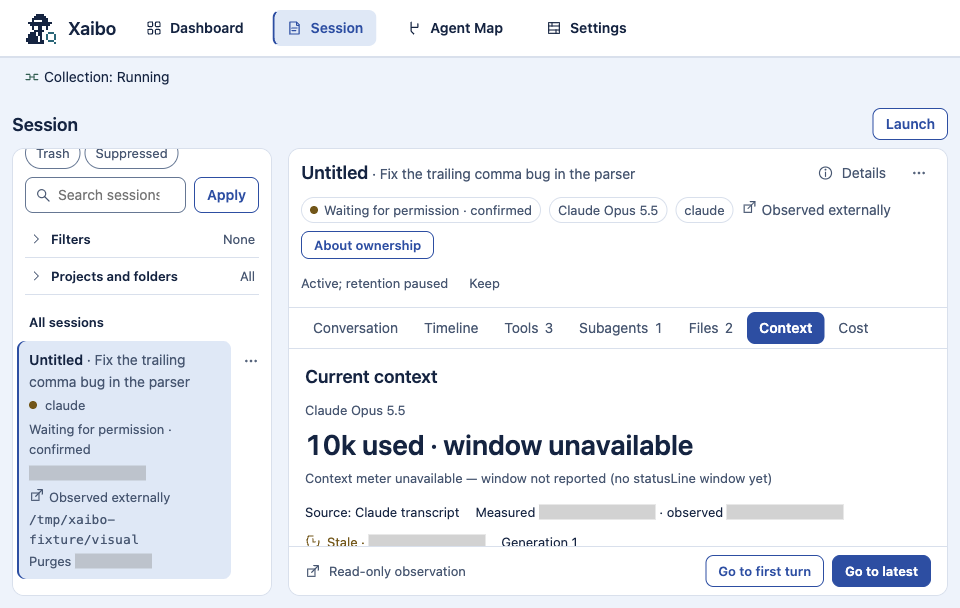 Xaibo
Dashboard
Session
Agent Map
Settings
Collection: Running
Session
Launch
Trash
Suppressed
Search sessions
Apply
Filters
None
Projects and folders
All
All sessions
Untitled · Fix the trailing
comma bug in the parser
claude
Waiting for permission ·
confirmed
Observed externally
/tmp/xaibo-
fixture/visual
Purges
Untitled · Fix the trailing comma bug in the parser
Details
Waiting for permission · confirmed
Claude Opus 5.5
claude
Observed externally
About ownership
Active; retention paused
Keep
Conversation
Timeline
Tools 3
Subagents 1
Files 2
Context
Cost
Current context
Claude Opus 5.5
10k used · window unavailable
Context meter unavailable — window not reported (no statusLine window yet)
Source: Claude transcript Measured · observed
Stale · Generation 1
Read-only observation
Go to first turn
Go to latest